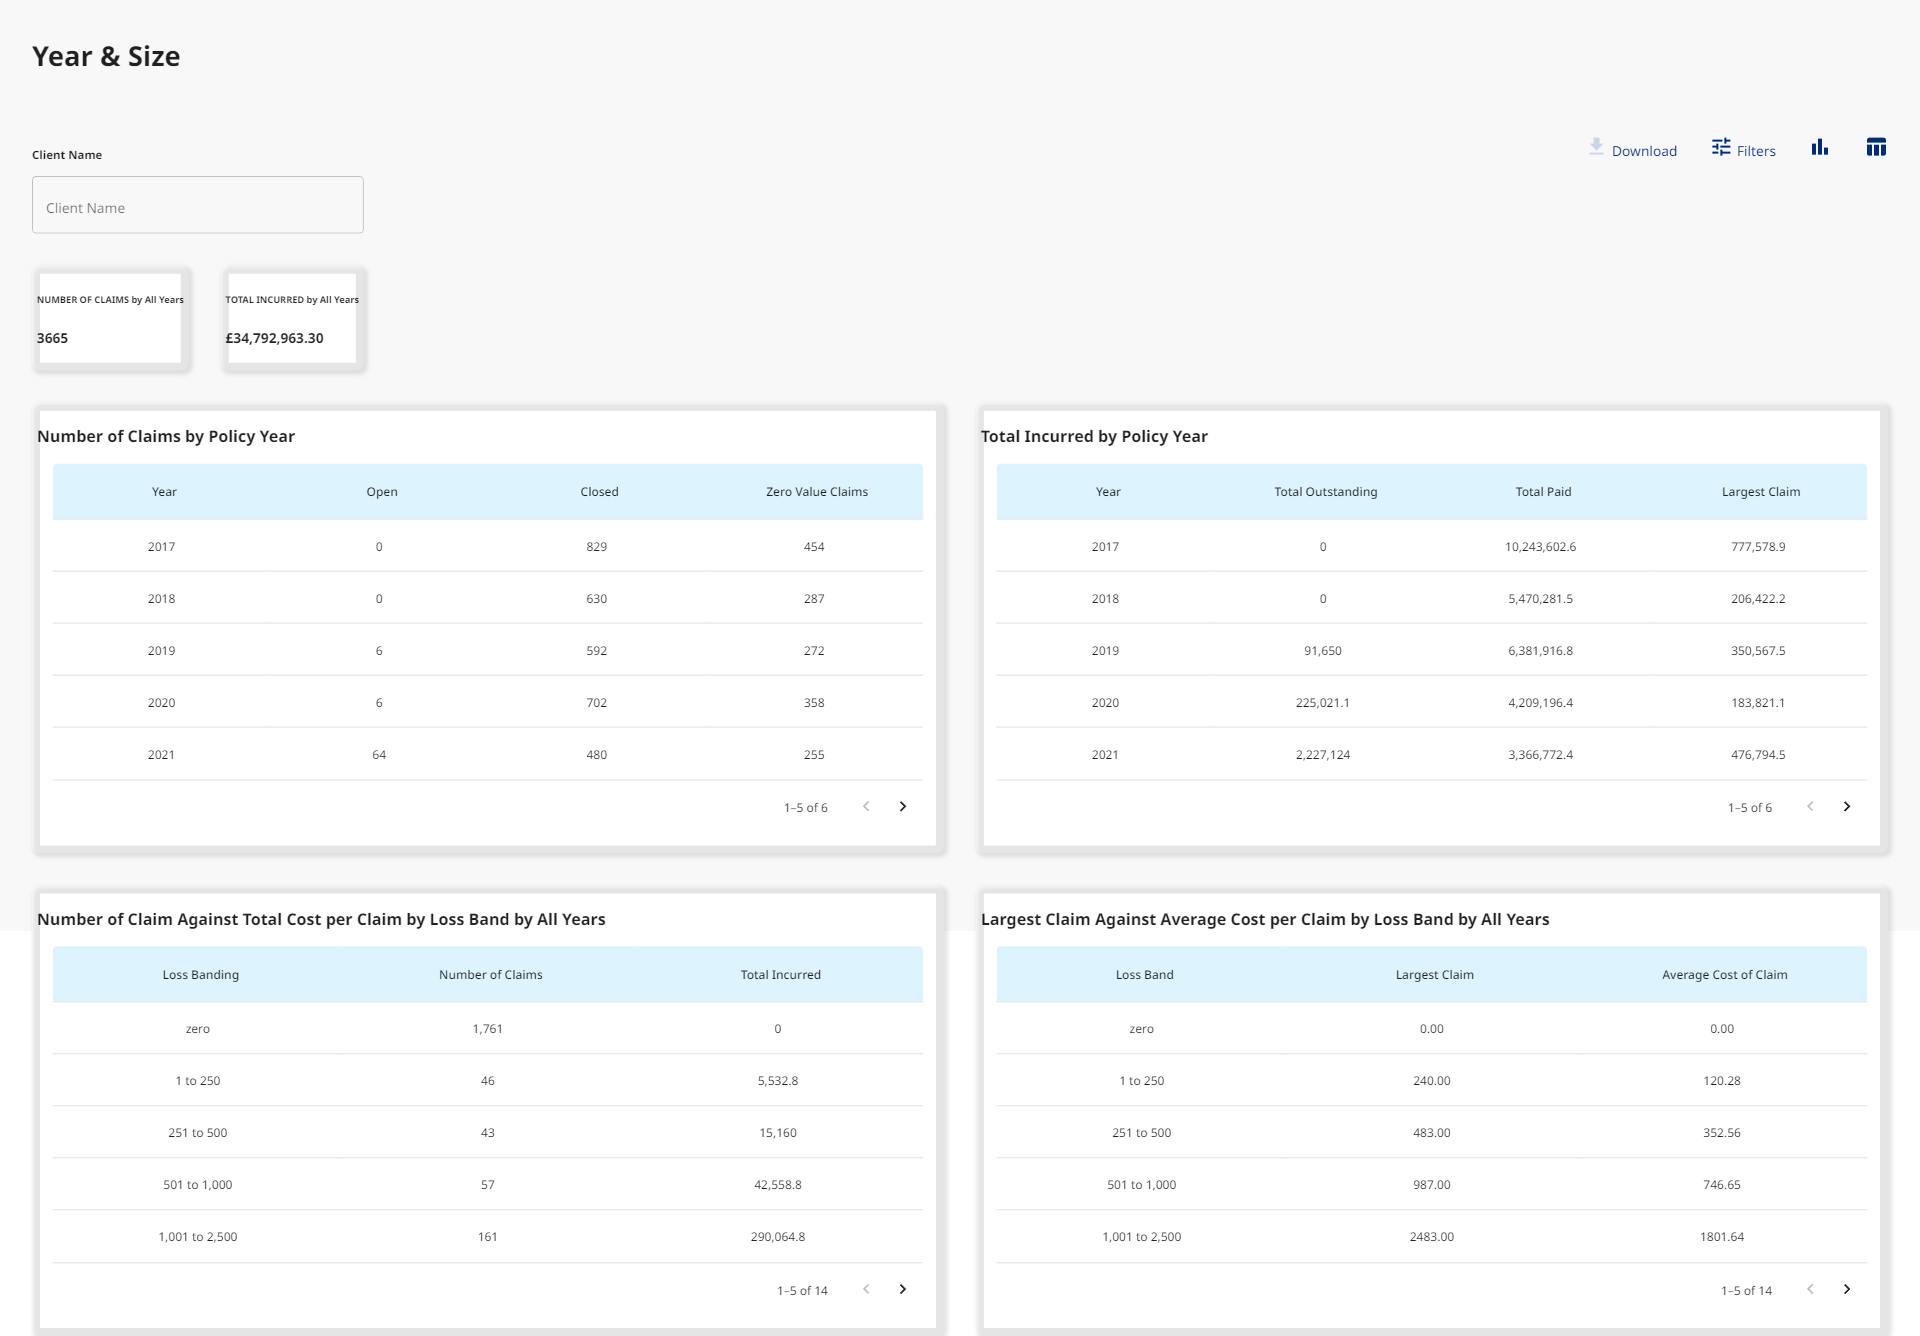 Year & Size
Client Name
Download Filters
Client Name
NUMBER OF CLAIMS by All Years
3665
TOTAL INCURRED by All Years
£34,792,963.30
Number of Claims by Policy Year
Year Open Closed Zero Value Claims
2017 0 829 454
2018 0 630 287
2019 6 592 272
2020 6 702 358
2021 64 480 255
1–5 of 6
Total Incurred by Policy Year
Year Total Outstanding Total Paid Largest Claim
2017 0 10,243,602.6 777,578.9
2018 0 5,470,281.5 206,422.2
2019 91,650 6,381,916.8 350,567.5
2020 225,021.1 4,209,196.4 183,821.1
2021 2,227,124 3,366,772.4 476,794.5
1–5 of 6
Number of Claim Against Total Cost per Claim by Loss Band by All Years
Loss Banding Number of Claims Total Incurred
zero 1,761 0
1 to 250 46 5,532.8
251 to 500 43 15,160
501 to 1,000 57 42,558.8
1,001 to 2,500 161 290,064.8
1–5 of 14
Largest Claim Against Average Cost per Claim by Loss Band by All Years
Loss Band Largest Claim Average Cost of Claim
zero 0.00 0.00
1 to 250 240.00 120.28
251 to 500 483.00 352.56
501 to 1,000 987.00 746.65
1,001 to 2,500 2483.00 1801.64
1–5 of 14